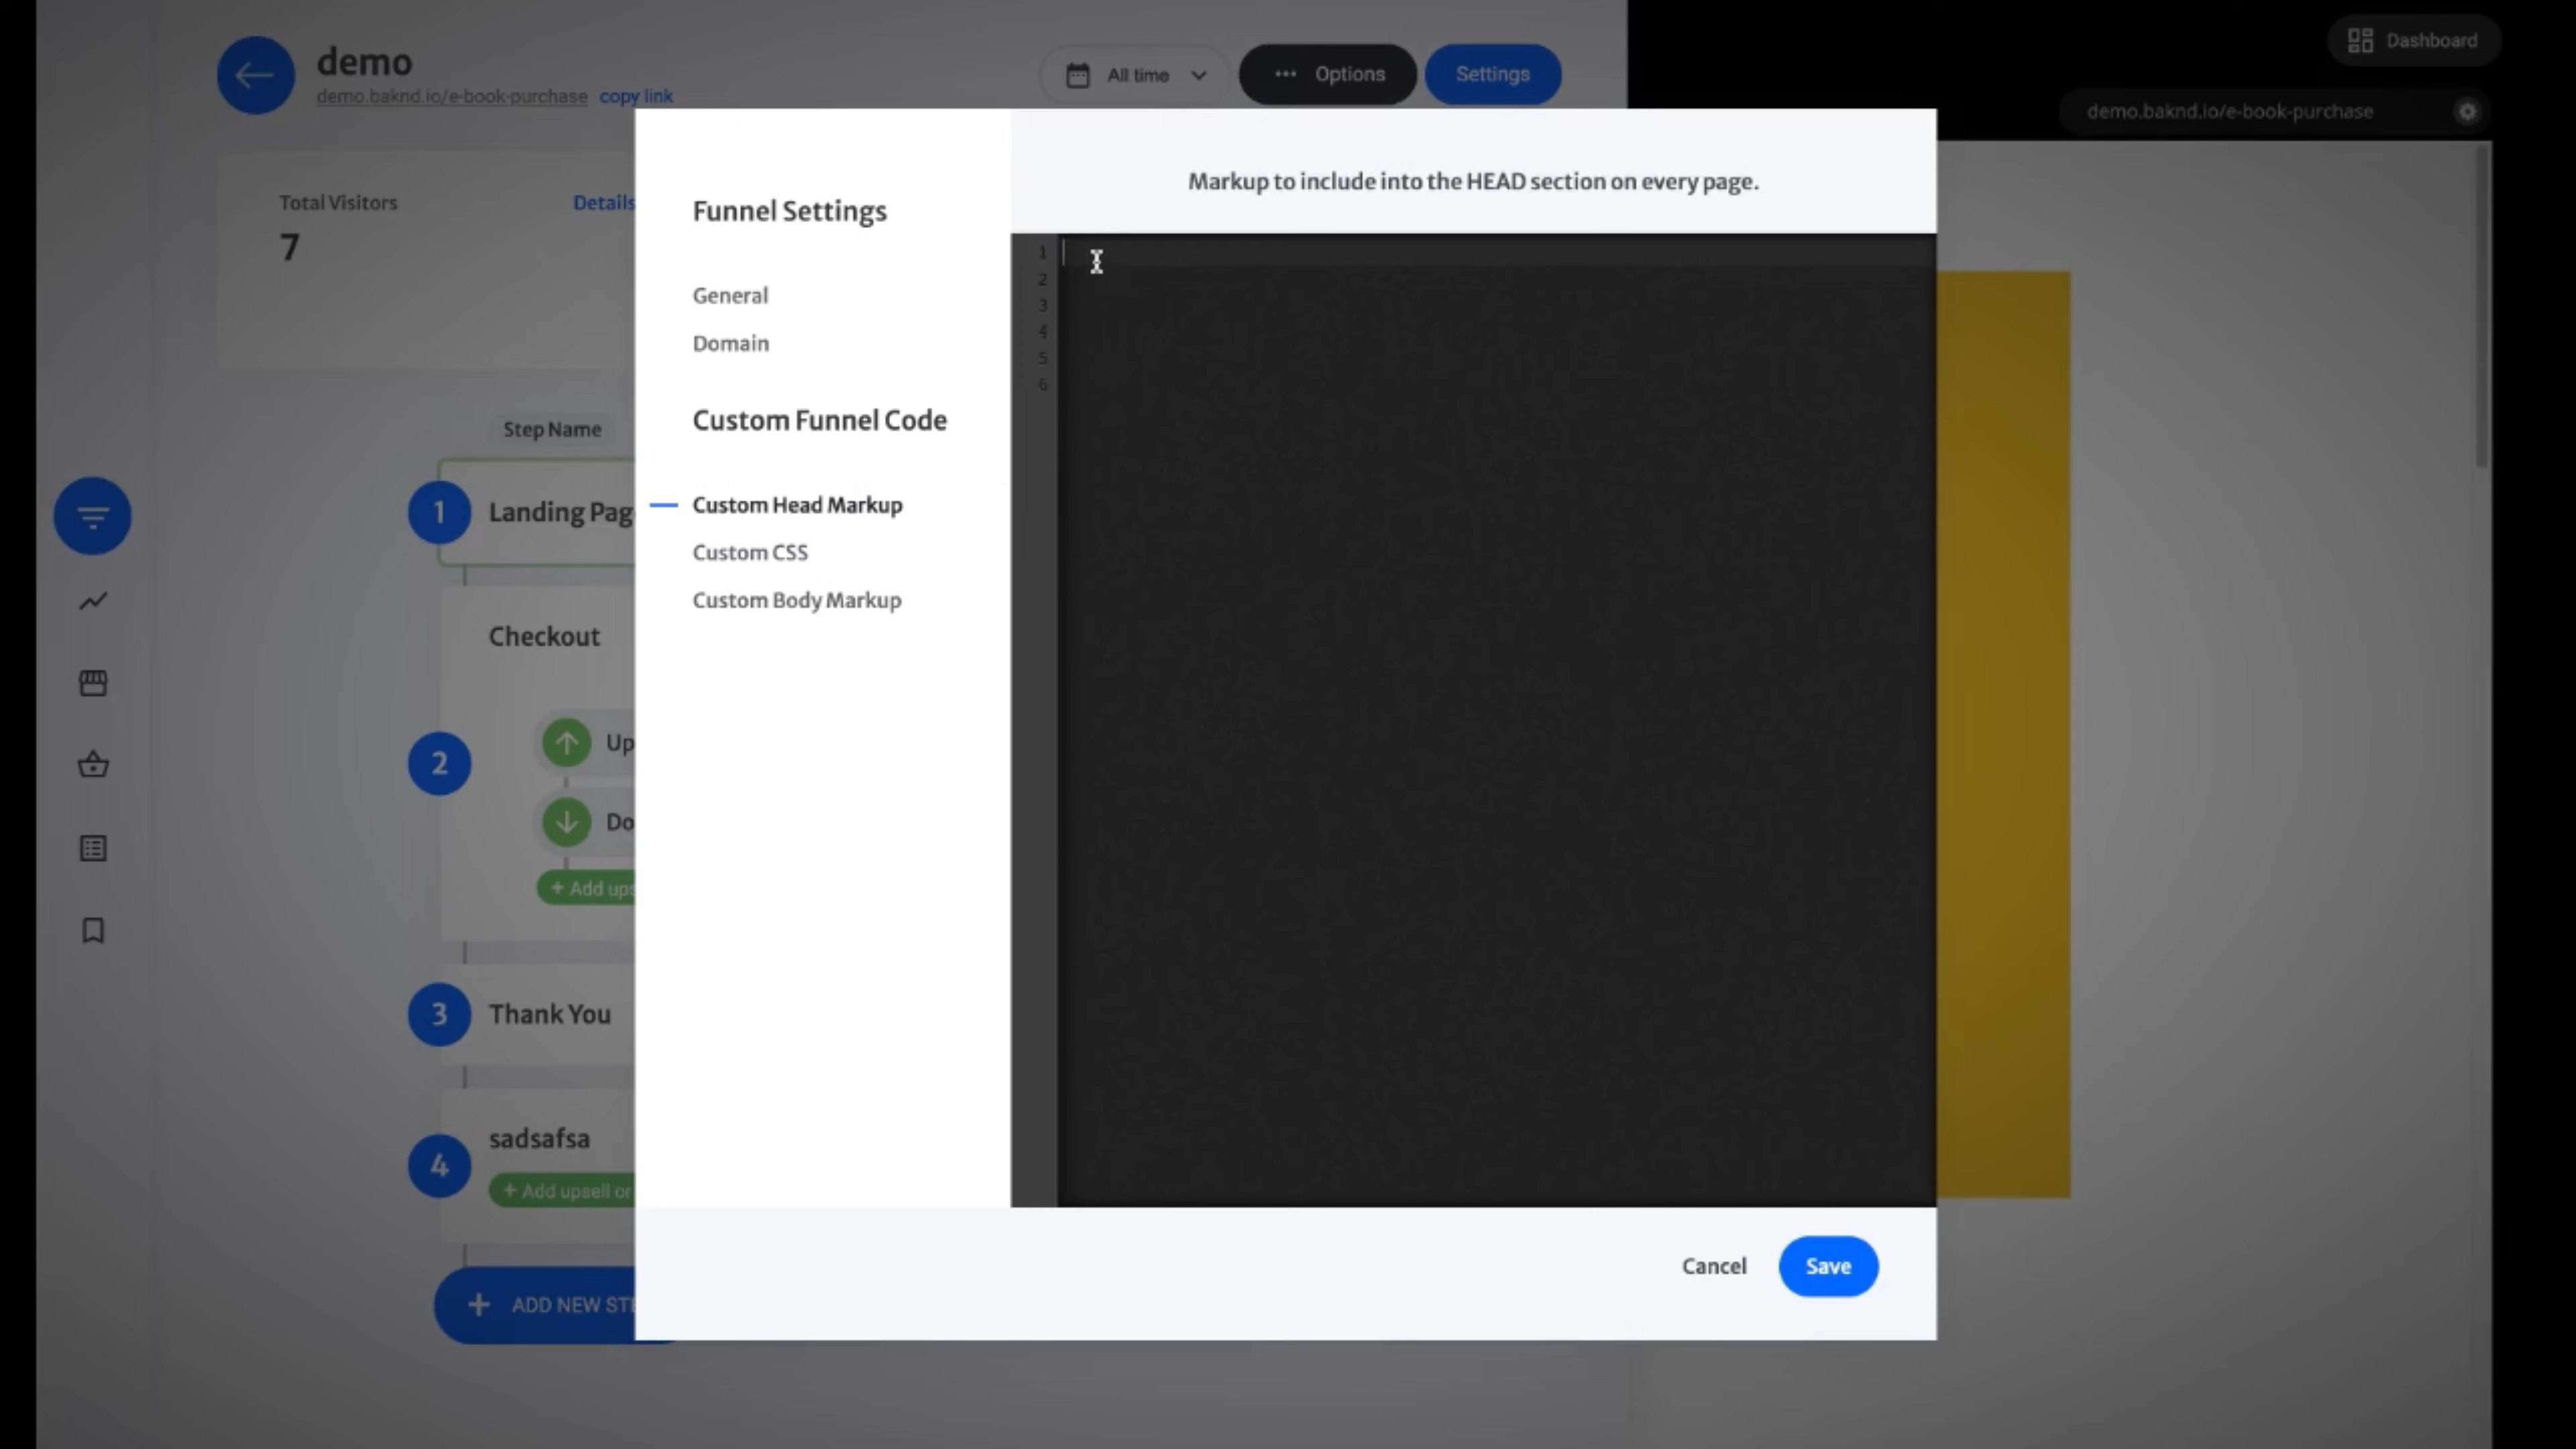 demo
demo.baknd.io/e-book-purchase copy link
All time
Options
Settings
Dashboard
demo.baknd.io/e-book-purchase
Total Visitors
Details
7
Funnel Settings
General
Domain
Custom Funnel Code
Custom Head Markup
Custom CSS
Custom Body Markup
Markup to include into the HEAD section on every page.
1
2
3
4
5
6
Step Name
1
Landing Pag
Checkout
2
Up
Do
+ Add ups
3
Thank You
4
sadsafsa
+ Add upsell or
+ ADD NEW STE
Cancel
Save